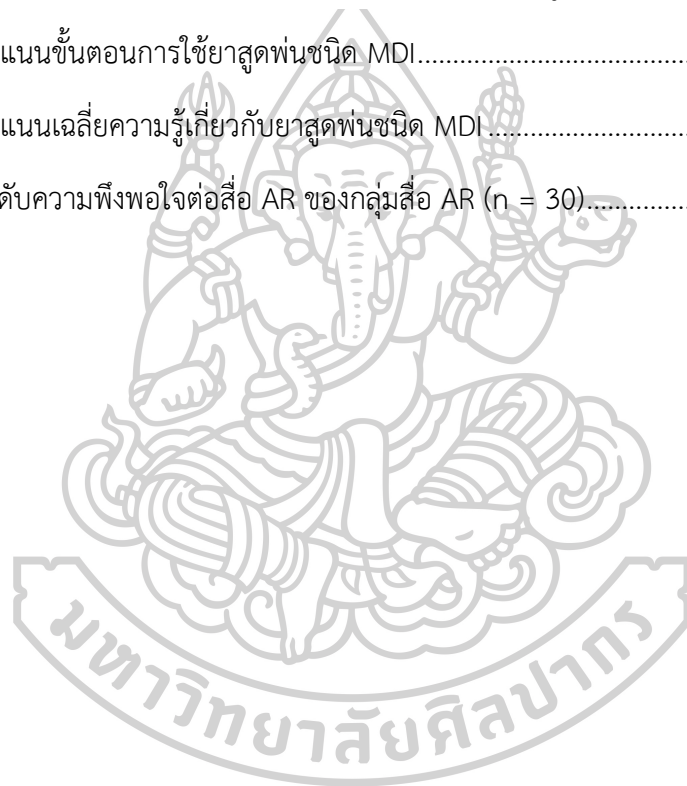 แนนขั้นตอนการใช้ยาสูดพ่นชนิด MDI......................................
แนนเฉลี่ยความรู้เกี่ยวกับยาสูดพ่นชนิด MDI............................
ดับความพึงพอใจต่อสื่อ AR ของกลุ่มสื่อ AR (n = 30)..............
มหาวิทยาลัยศิลปากร